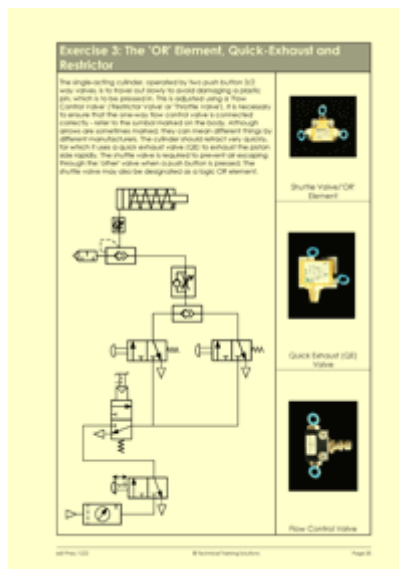 Exercise 3: The 'OR' Element, Quick-Exhaust and
Restrictor
The single-acting cylinder, operated by two push button 3/2
way valves, is to travel out slowly to avoid damaging a plastic
pin, which is to be pressed in. This is adjusted using a 'Flow
Control Valve' ('Restrictor Valve' or 'Throttle Valve'). It is necessary
to ensure that the one-way flow control valve is connected
correctly - refer to the symbol marked on the body. Although
arrows are sometimes marked, they can mean different things by
different manufacturers. The cylinder should retract very quickly,
for which it uses a quick exhaust valve (QE) to exhaust the piston
side rapidly. The shuttle valve is required to prevent air escaping
through the 'other' valve when a push button is pressed. The
shuttle valve may also be designated as a logic OR element.
Shuttle Valve/'OR'
Element
Quick Exhaust (QE)
Valve
Flow Control Valve
© Technical Training Solutions